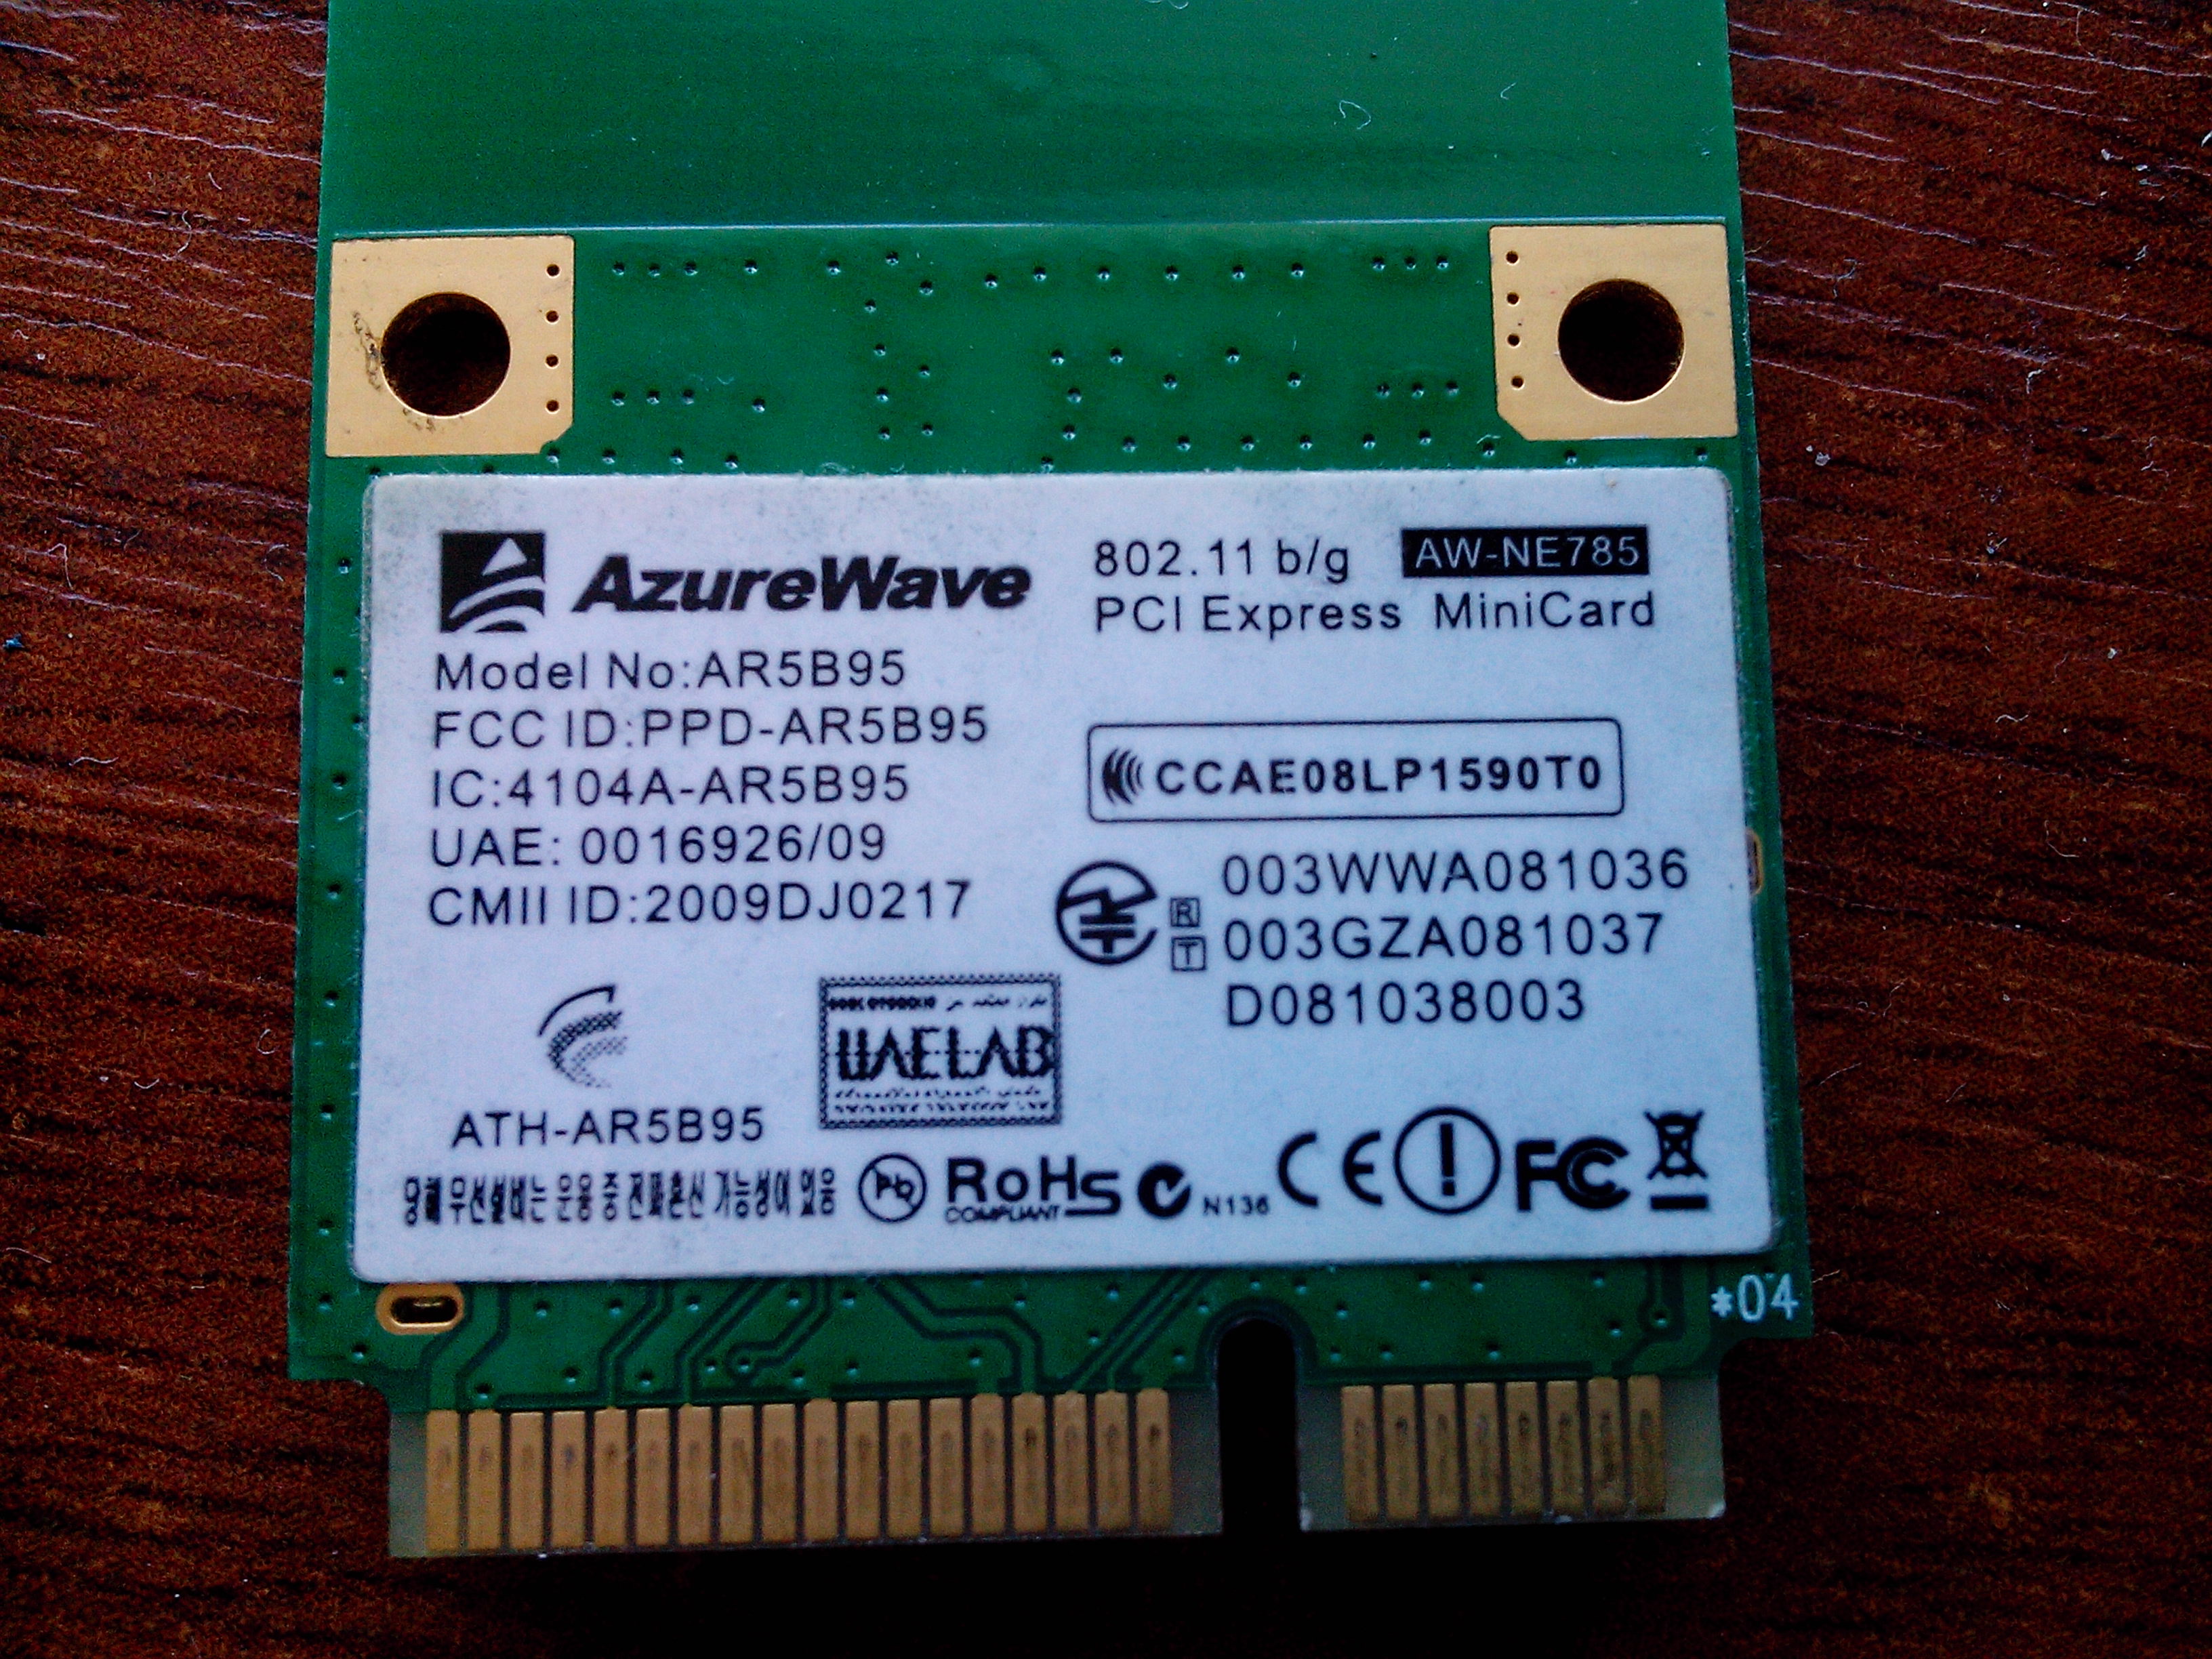 AzureWave
802.11 b/g AW-NE785
PCI Express MiniCard
Model No:AR5B95
FCC ID:PPD-AR5B95
IC:4104A-AR5B95
UAE: 0016926/09
CMII ID:2009DJ0217
CCAE08LP1590T0
R
T
003WWA081036
003GZA081037
D081038003
ATH-AR5B95
UAELAB
당해 무선설비는 운용 중 전파혼신 가능성이 있음
Pb
RoHS
COMPLIANT
N136
CE
FC
*04